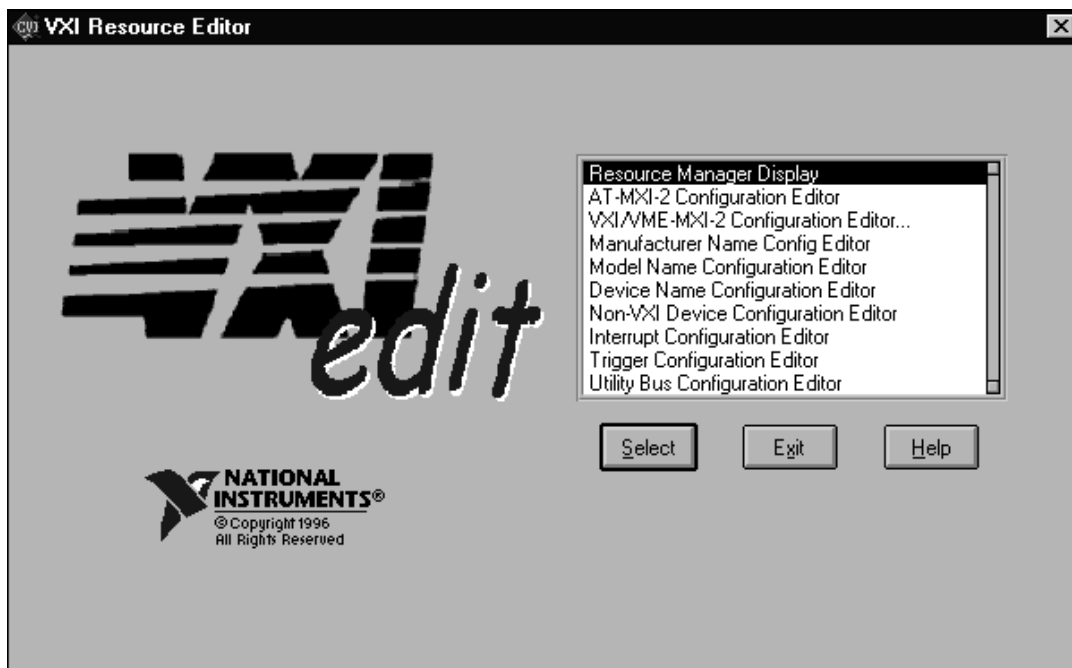 CVI VXI Resource Editor
VXI
edit
Resource Manager Display
AT-MXI-2 Configuration Editor
VXI/VME-MXI-2 Configuration Editor...
Manufacturer Name Config Editor
Model Name Configuration Editor
Device Name Configuration Editor
Non-VXI Device Configuration Editor
Interrupt Configuration Editor
Trigger Configuration Editor
Utility Bus Configuration Editor
Select Exit Help
NATIONAL
INSTRUMENTS®
© Copyright 1996
All Rights Reserved